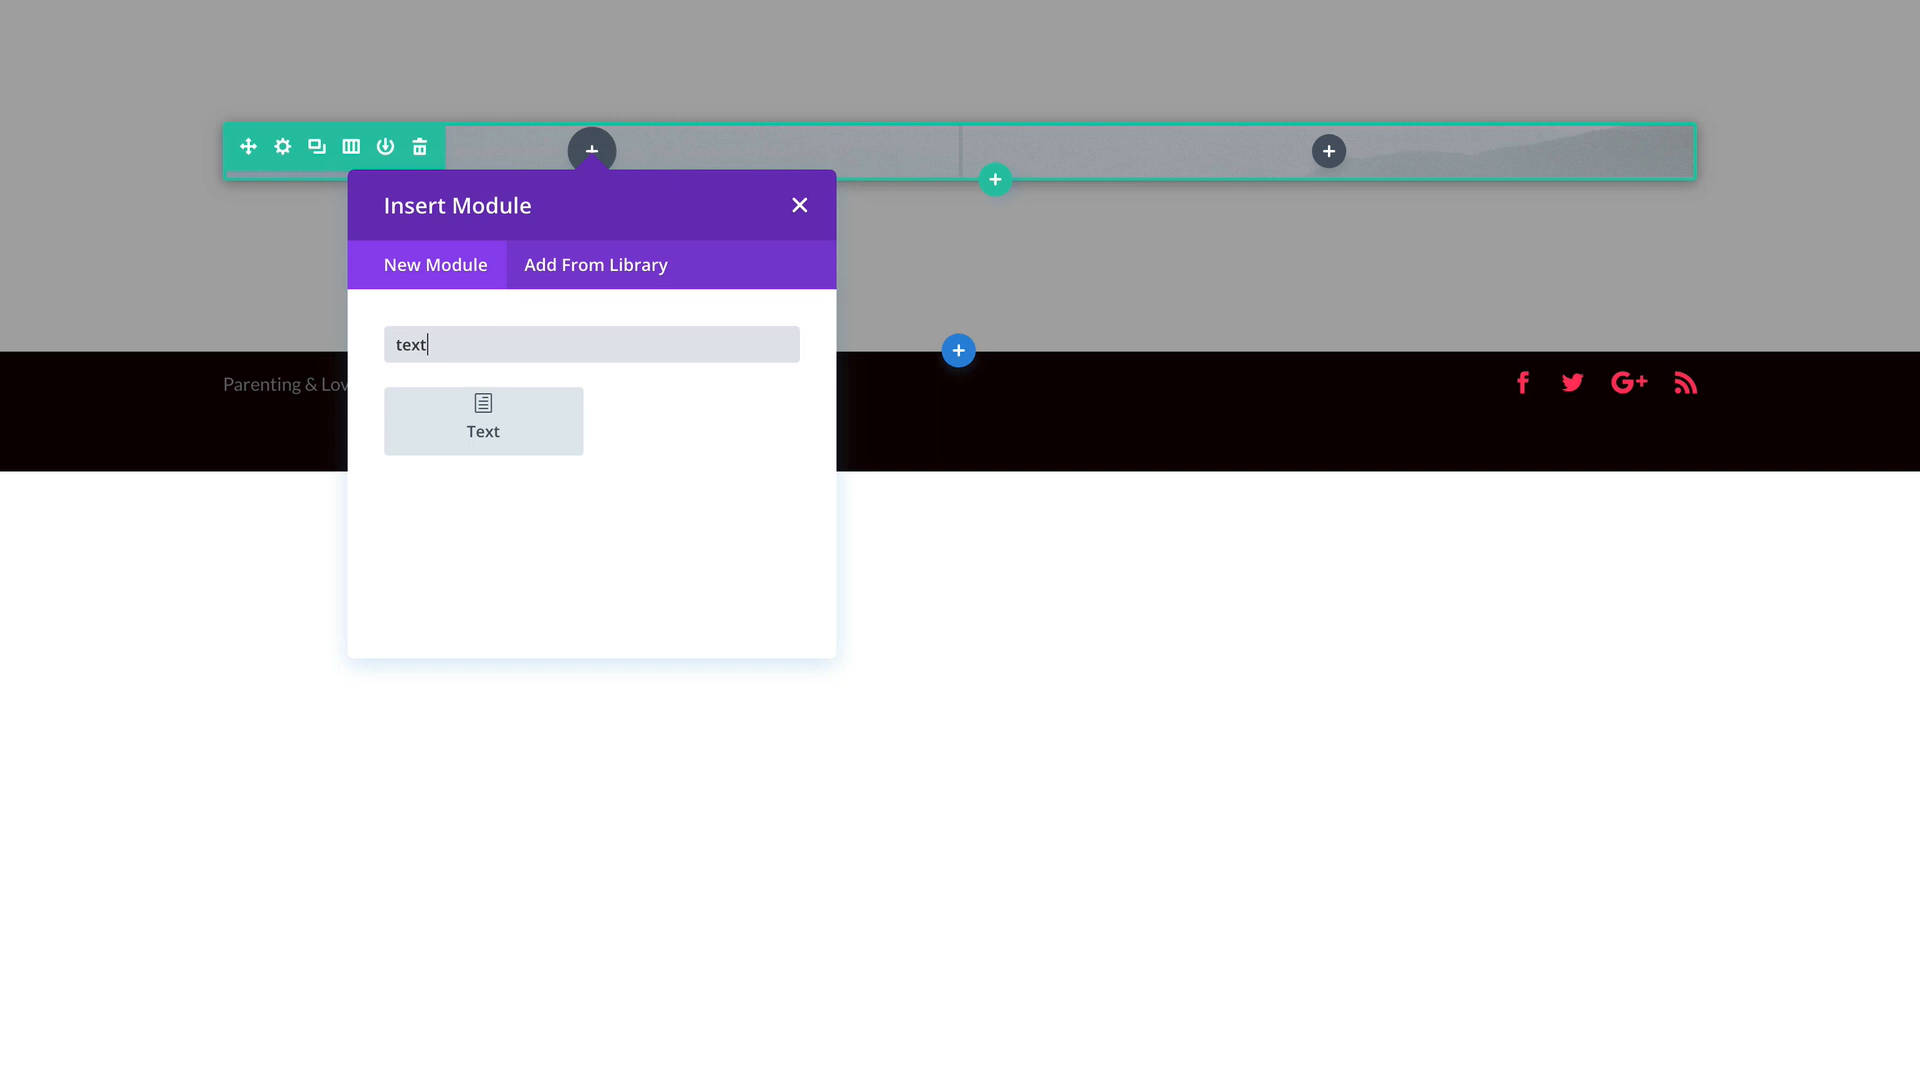 Insert Module
New Module
Add From Library
text
Text
Parenting & Lov